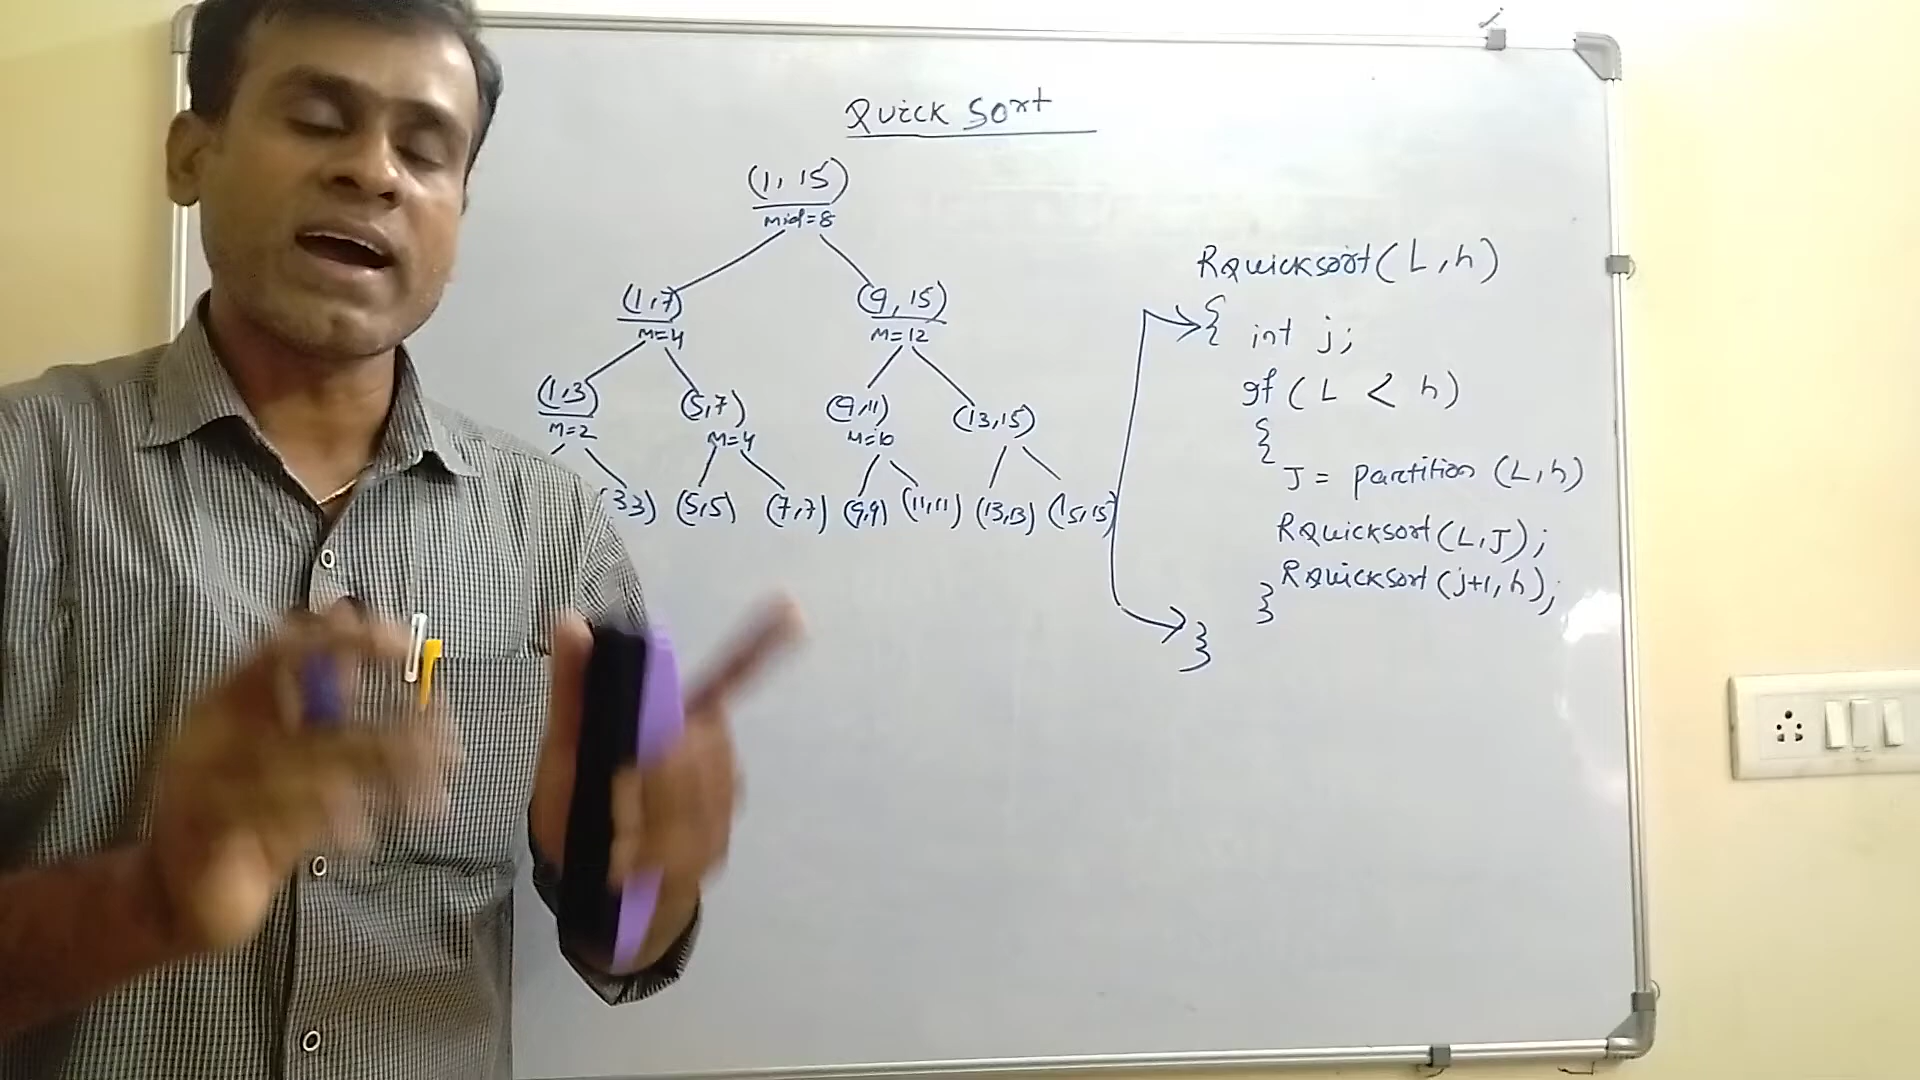 Quick Sort
(1, 15)
mid=8
(1,7) (9, 15)
M=4 M=12
(1,3) (5,7) (9,11) (13,15)
M=2 M=4 M=10
(5,5) (7,7) (9,9) (11,11) (13,13) (15,15)
RQuicksort(L,h)
{
int j;
if (L < h)
{
J = partition (L,h)
RQuicksort(L,J);
RQuicksort(j+1,h);
}
}